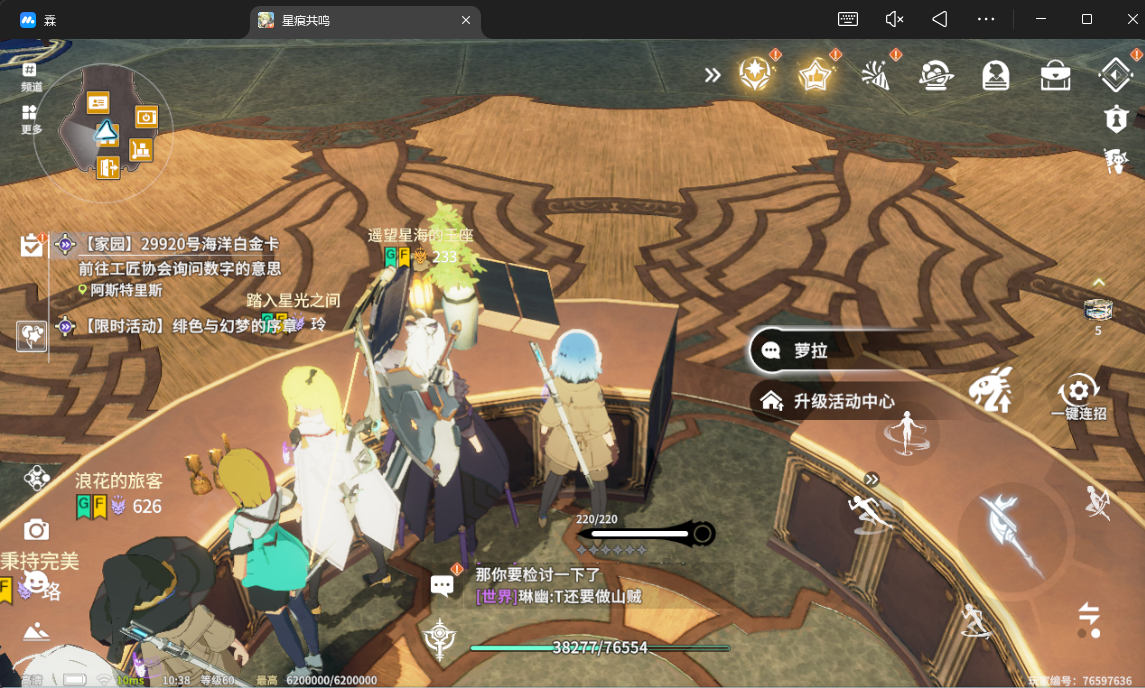 霖
星痕共鸣
频道
更多
【家园】29920号海洋白金卡
前往工匠协会询问数字的意思
阿斯特里斯
【限时活动】绯色与幻梦的序章
遥望星海的王座
G F 233
踏入星光之间
G F 玲
萝拉
升级活动中心
5
一键连招
浪花的旅客
G F 626
秉持完美
F 珞
220/220
那你要检讨一下了
[世界]琳幽:T还要做山贼
38277/76554
高清
10ms
10:38
等级60
最高
6200000/6200000
玩家编号：76597636